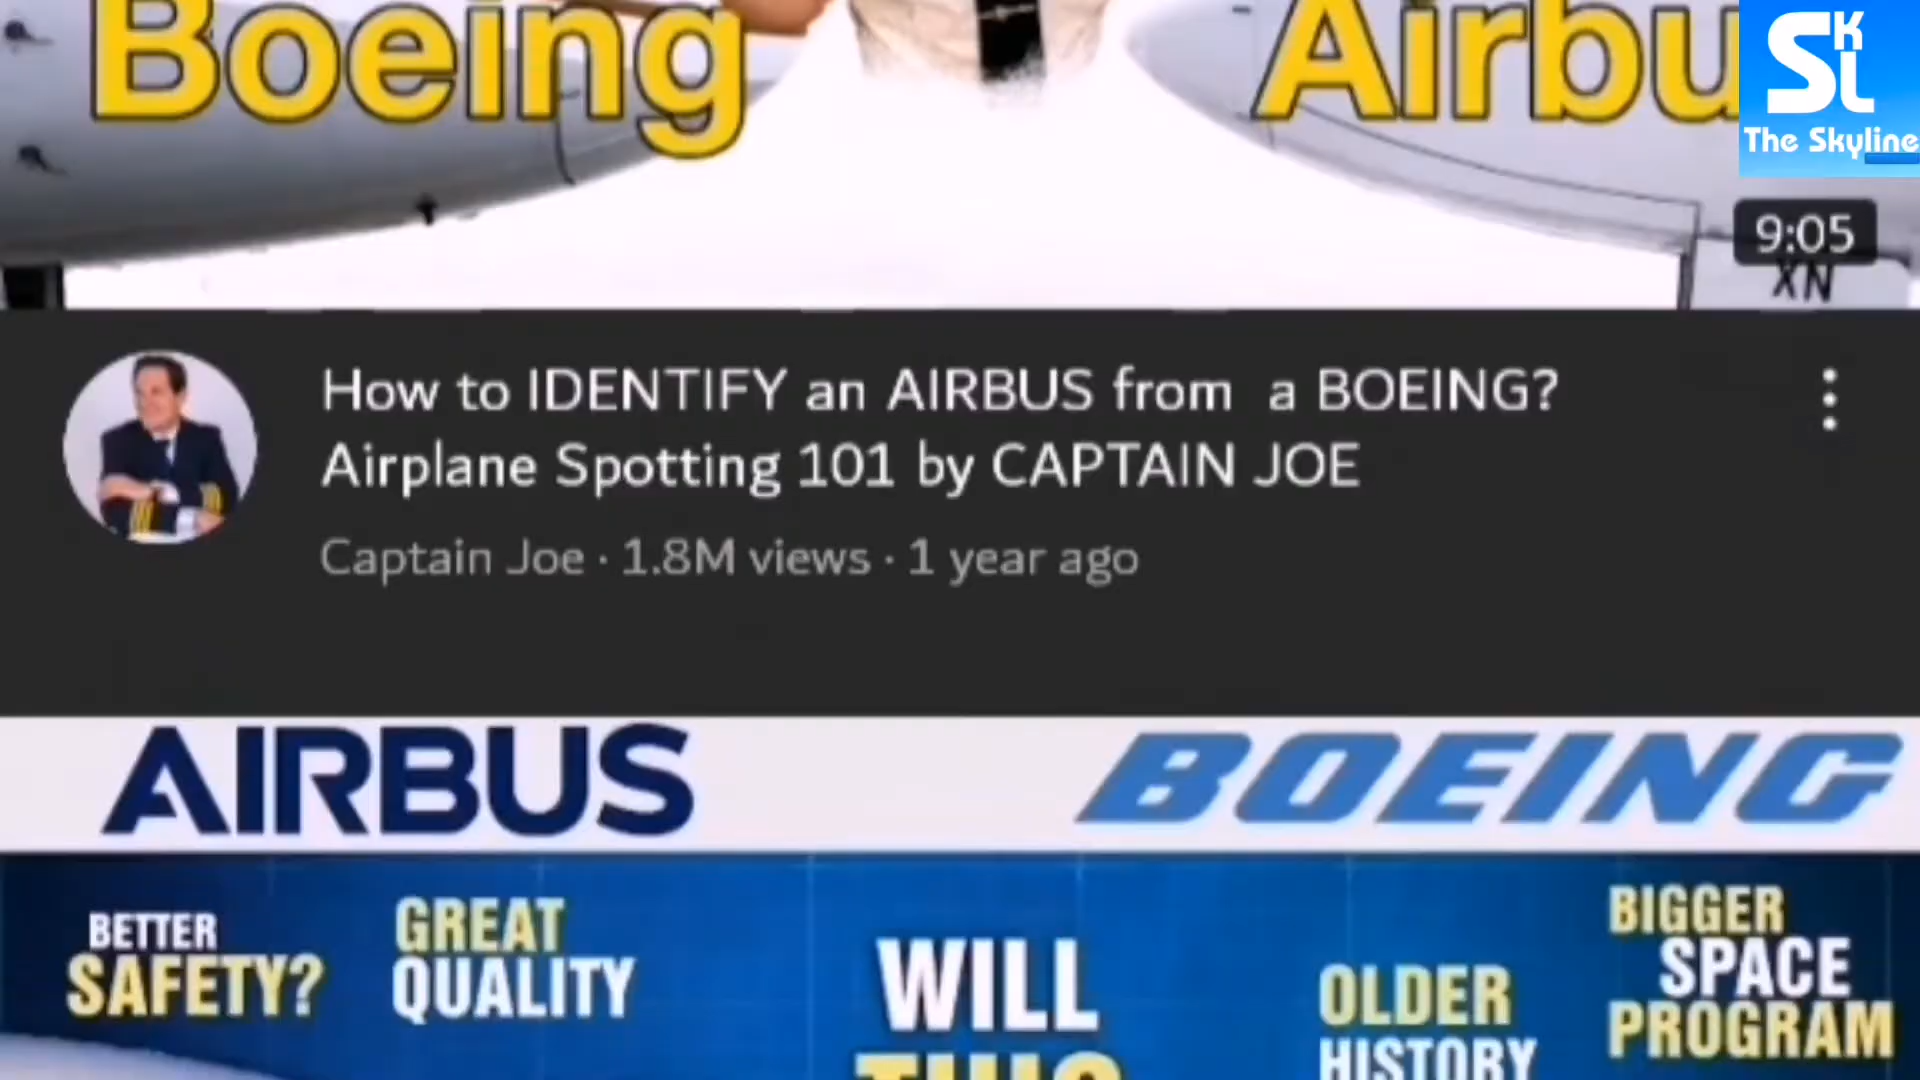 Boeing
Airbu
SKL
The Skyline
9:05
XN
How to IDENTIFY an AIRBUS from a BOEING?
Airplane Spotting 101 by CAPTAIN JOE
Captain Joe · 1.8M views · 1 year ago
AIRBUS
BOEING
BETTER
SAFETY?
GREAT
QUALITY
WILL
THIS
OLDER
HISTORY
BIGGER
SPACE
PROGRAM